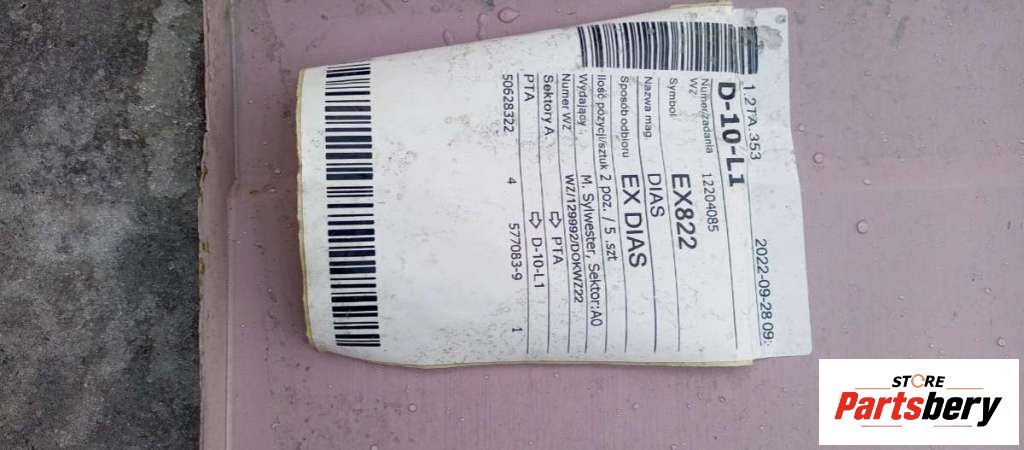 1.27A.353 2022-09-28 09:
D-10-L1
Numer/zadania 12204085
WZ
Symbol EX822
Nazwa mag. DIAS
Sposób odbioru EX DIAS
Ilość pozycji/sztuk 2 poz. / 5 .szt
Wydający M. Sylwester, Sektor:A0
Numer WZ WZ/129992/DOKWZ22
Sektory A. ⇨ PTA
PTA ⇨ D-10-L1
50628322 4 577083-9 1
STORE
Partsbery